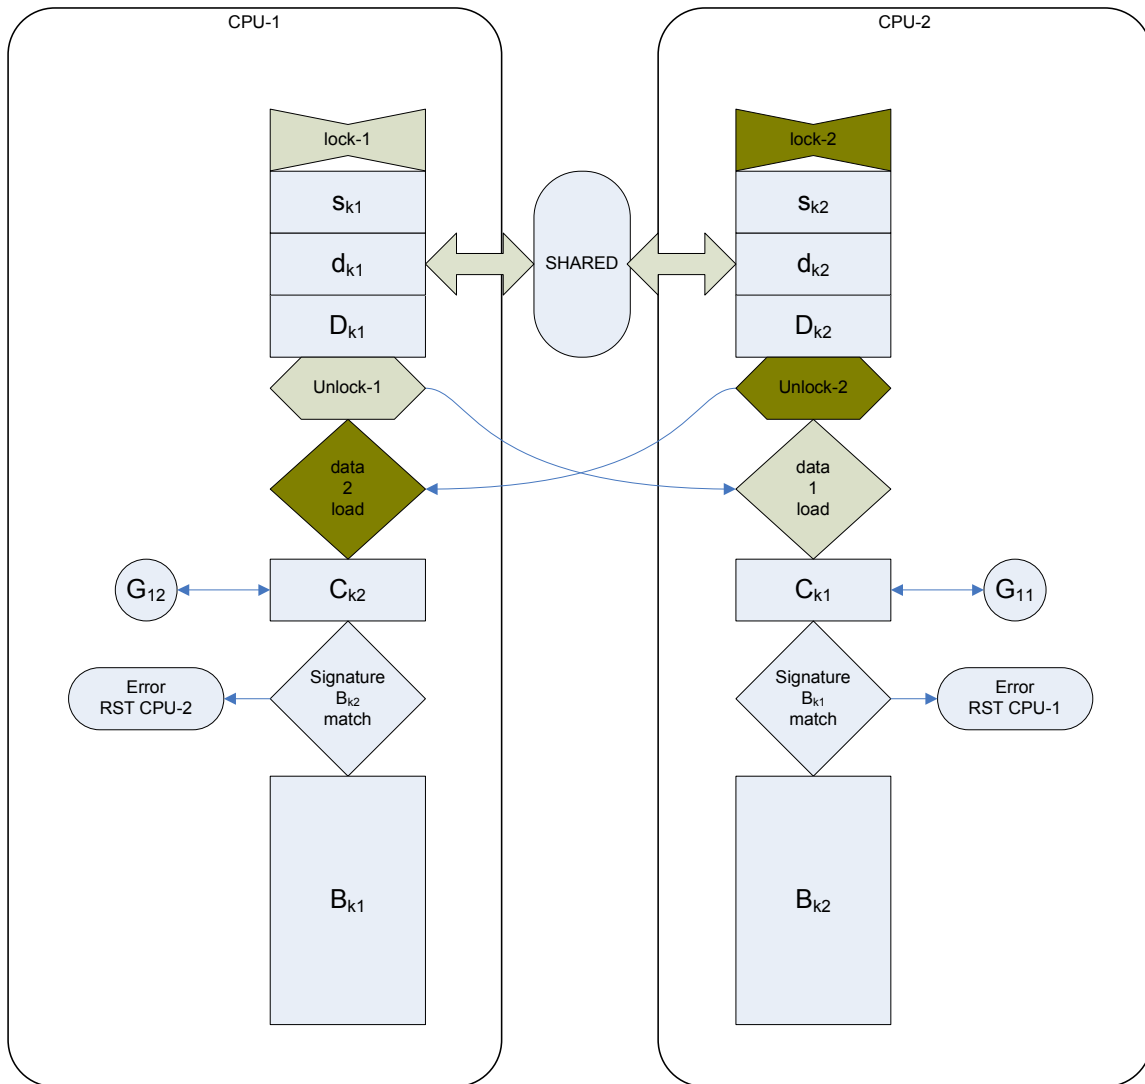 CPU-1
CPU-2
lock-1
lock-2
sk1
sk2
dk1
SHARED
dk2
Dk1
Dk2
Unlock-1
Unlock-2
data
2
load
data
1
load
G12
Ck2
Ck1
G11
Error
RST CPU-2
Signature
Bk2
match
Signature
Bk1
match
Error
RST CPU-1
Bk1
Bk2